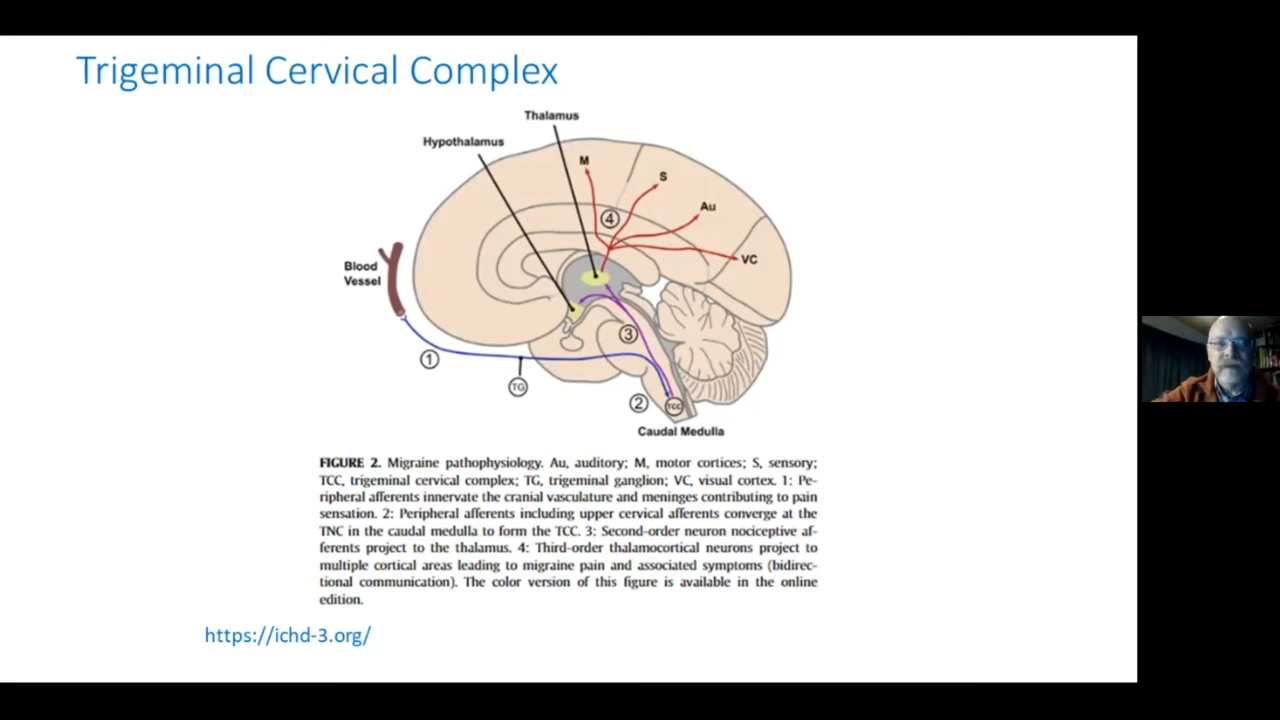 Trigeminal Cervical Complex
Thalamus
Hypothalamus
M
S
Au
VC
4
Blood
Vessel
3
1
TG
2
TCC
Caudal Medulla
FIGURE 2. Migraine pathophysiology. Au, auditory; M, motor cortices; S, sensory;
TCC, trigeminal cervical complex; TG, trigeminal ganglion; VC, visual cortex. 1: Pe-
ripheral afferents innervate the cranial vasculature and meninges contributing to pain
sensation. 2: Peripheral afferents including upper cervical afferents converge at the
TNC in the caudal medulla to form the TCC. 3: Second-order neuron nociceptive af-
ferents project to the thalamus. 4: Third-order thalamocortical neurons project to
multiple cortical areas leading to migraine pain and associated symptoms (bidirec-
tional communication). The color version of this figure is available in the online
edition.
https://ichd-3.org/